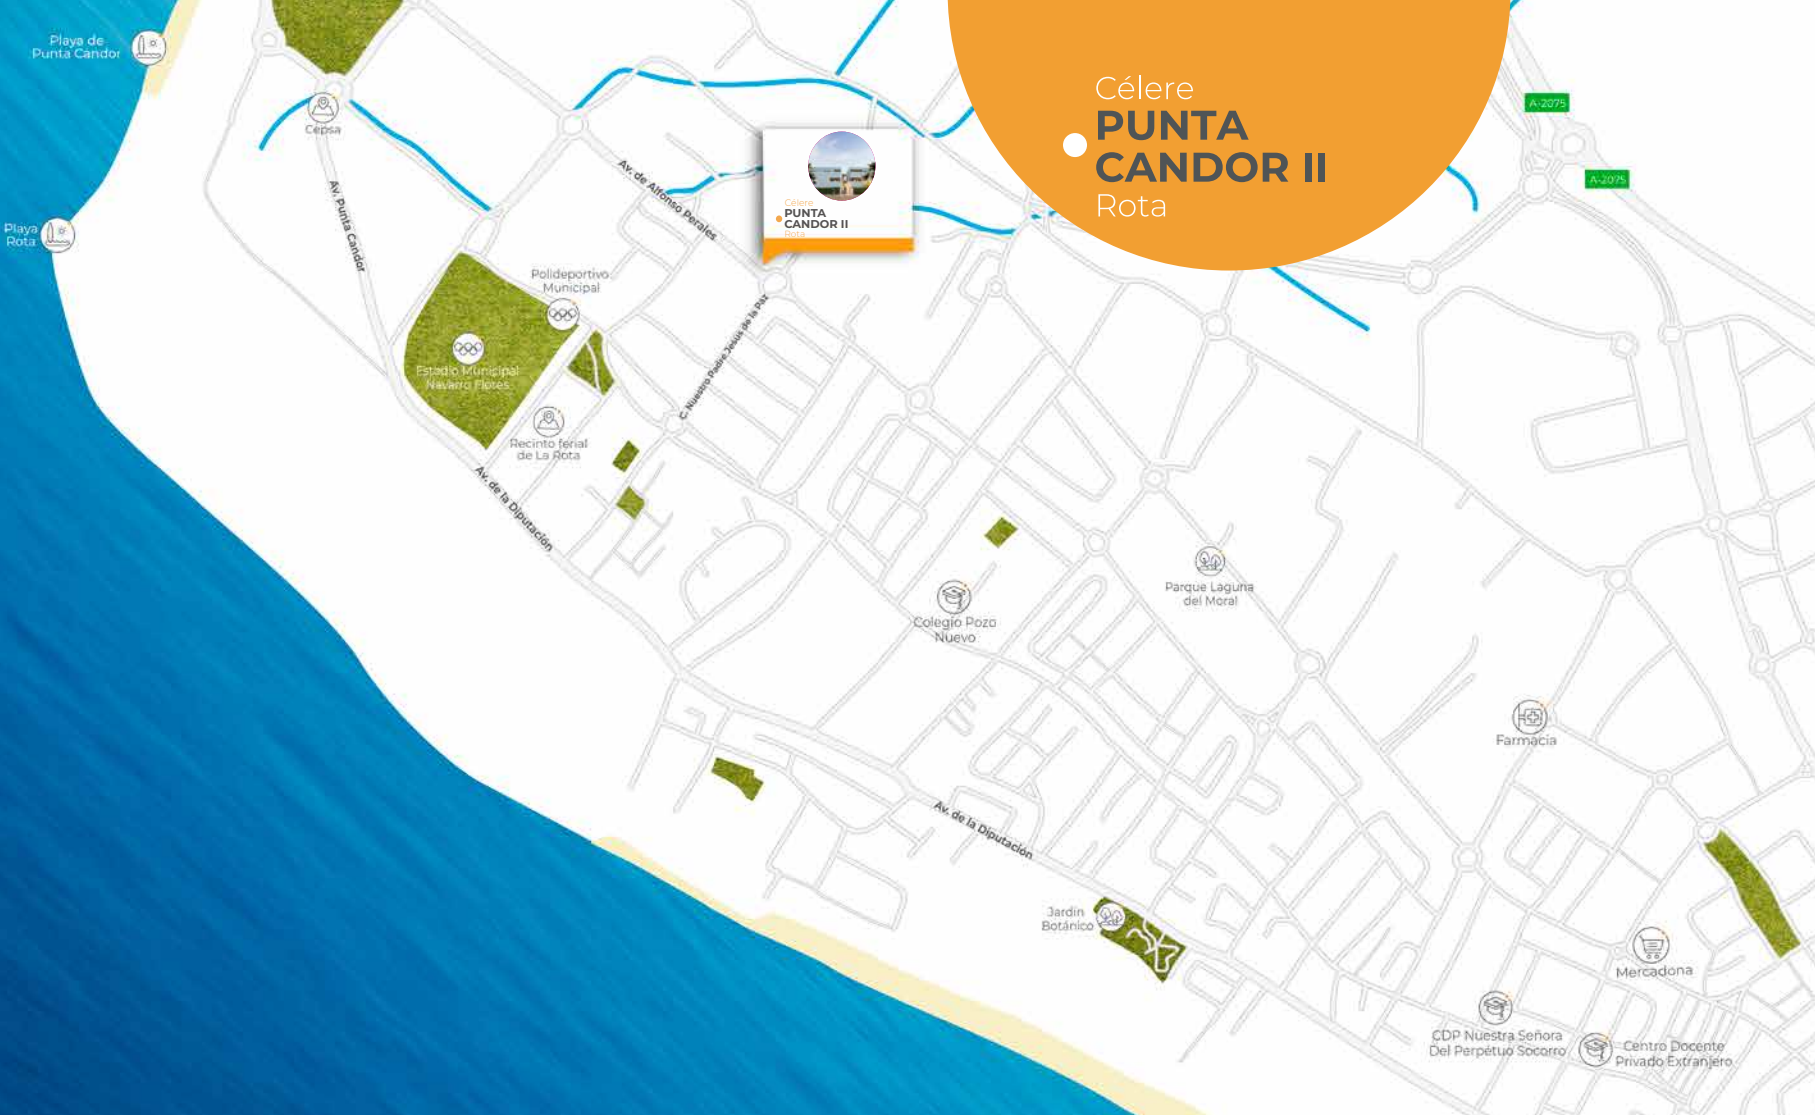 Playa de
Punta Candor
Cepsa
Playa
Rota
Av. Punta Candor
Av. de Alfonso Perales
Célere
PUNTA
CANDOR II
Rota
Célere
PUNTA
CANDOR II
Rota
A-2075
A-2075
Polideportivo
Municipal
Estadio Municipal
Navarro Flores
C. Nuestro Padre Jesús de la Paz
Recinto ferial
de La Rota
Av. de la Diputación
Parque Laguna
del Moral
Colegio Pozo
Nuevo
Farmacia
Av. de la Diputación
Jardín
Botánico
Mercadona
CDP Nuestra Señora
Del Perpétuo Socorro
Centro Docente
Privado Extranjero